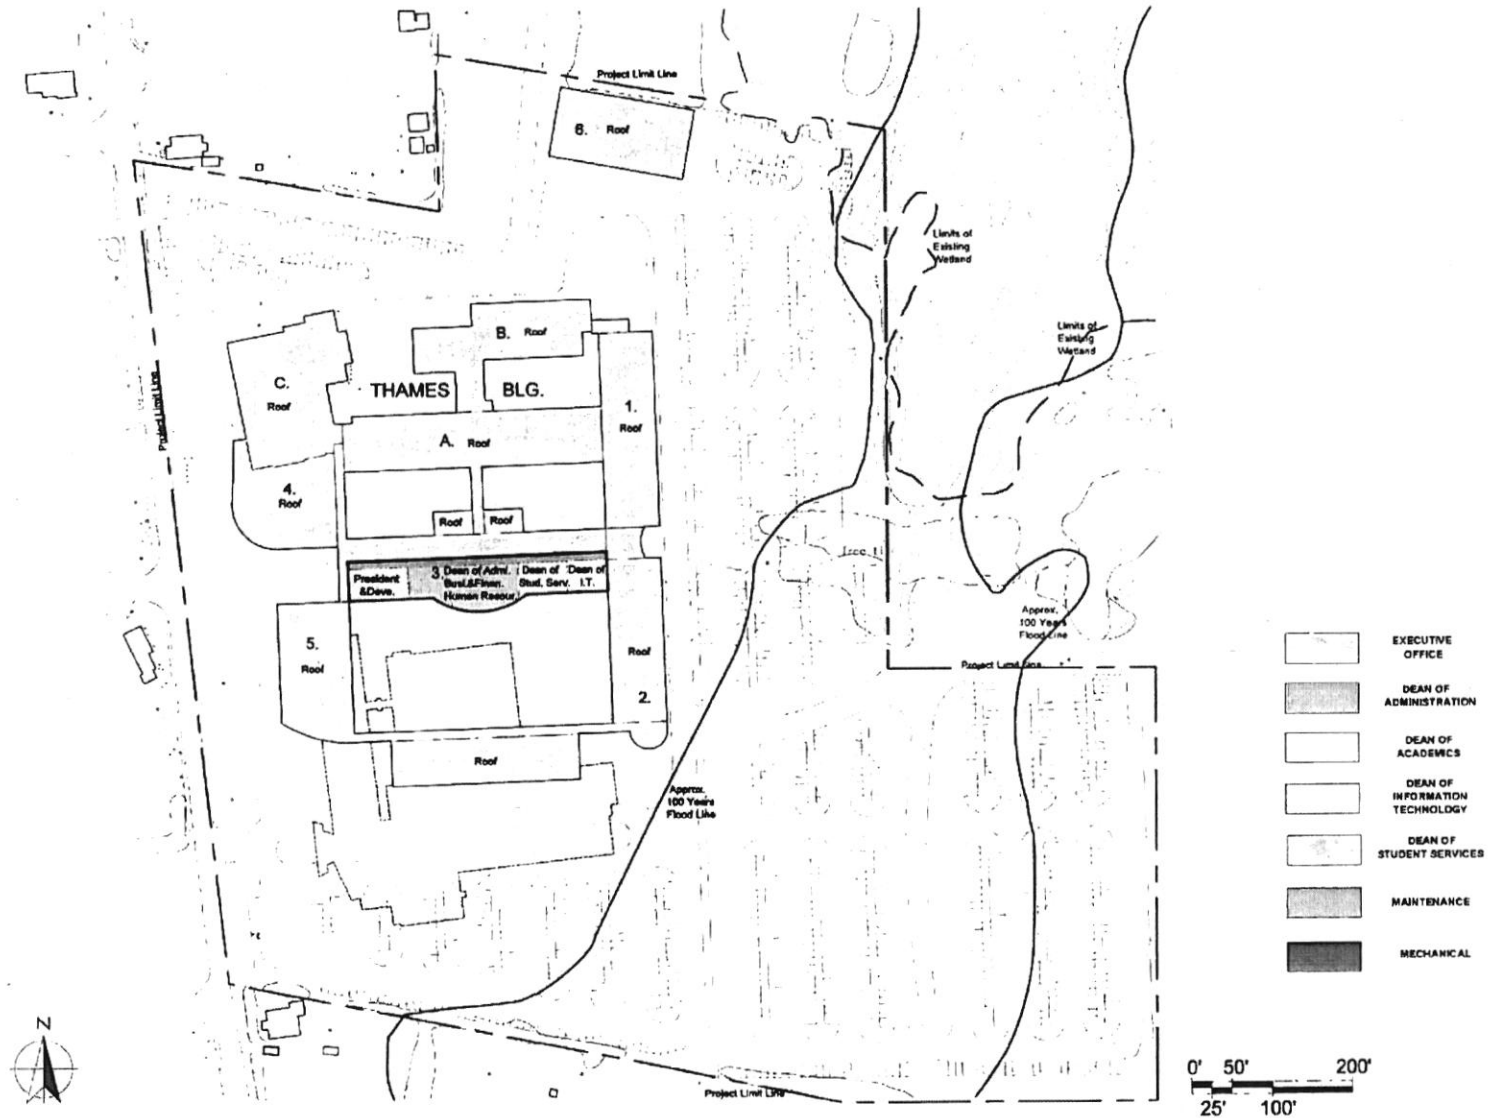 Project Limit Line
6. Roof
Limits of
Existing
Wetland
Limits of
Existing
Wetland
B. Roof
C.
Roof
THAMES BLG.
1.
Roof
A. Roof
Project Limit Line
4.
Roof
Roof
Roof
President
&Deve.
3. Dean of Admi.
Busi.&Finan.
Human Resour.
Dean of
Stud. Serv.
Dean of
I.T.
Approx.
100 Years
Flood Line
5.
Roof
Roof
2.
Project Limit Line
Roof
Approx.
100 Years
Flood Line
EXECUTIVE
OFFICE
DEAN OF
ADMINISTRATION
DEAN OF
ACADEMICS
DEAN OF
INFORMATION
TECHNOLOGY
DEAN OF
STUDENT SERVICES
MAINTENANCE
MECHANICAL
N
0' 50' 200'
25' 100'
Project Limit Line